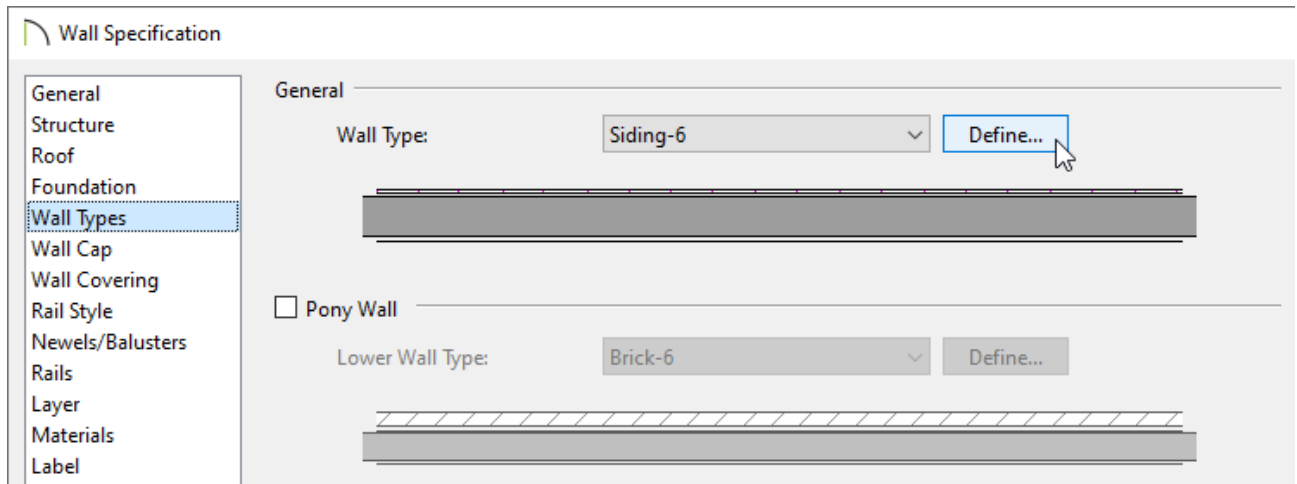 Wall Specification
General
Structure
Roof
Foundation
Wall Types
Wall Cap
Wall Covering
Rail Style
Newels/Balusters
Rails
Layer
Materials
Label
General
Wall Type: Siding-6 Define...
Pony Wall
Lower Wall Type: Brick-6 Define...